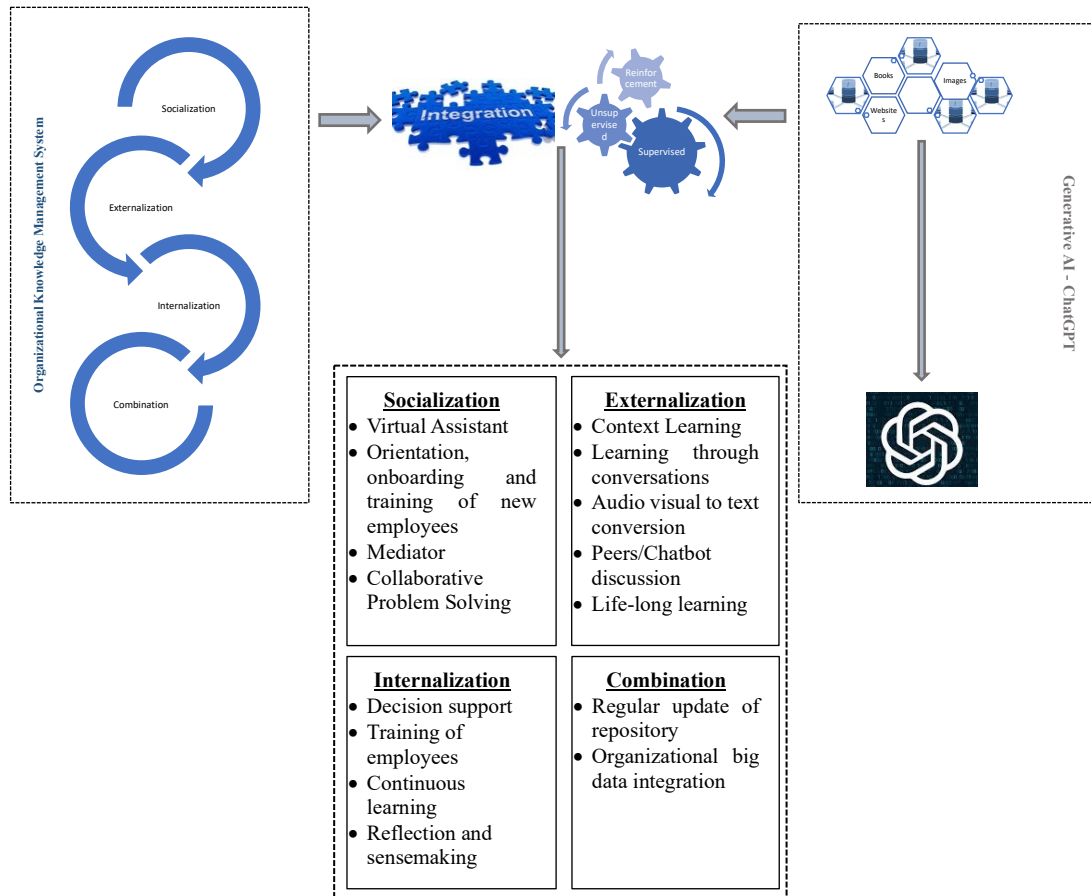 Organizational Knowledge Management System
Socialization
Externalization
Internalization
Combination
Integration
Reinfor
cement
Unsu
pervise
d
Supervised
Books
Images
Website
s
Generative AI - ChatGPT
Socialization
• Virtual Assistant
• Orientation,
onboarding and
training of new
employees
• Mediator
• Collaborative
Problem Solving
Externalization
• Context Learning
• Learning through
conversations
• Audio visual to text
conversion
• Peers/Chatbot
discussion
• Life-long learning
Internalization
• Decision support
• Training of
employees
• Continuous
learning
• Reflection and
sensemaking
Combination
• Regular update of
repository
• Organizational big
data integration